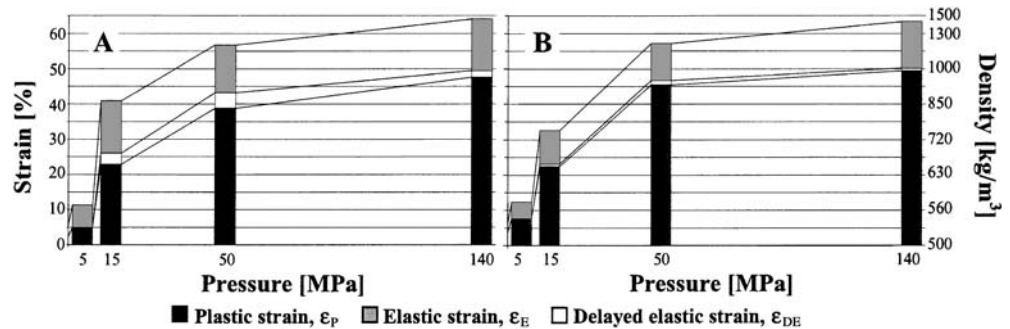 A
B
Strain [%]
60
50
40
30
20
10
0
5 15 50 140
5 15 50 140
Pressure [MPa]
Pressure [MPa]
1500
1300
1000
850
720
630
560
500
Density [kg/m³]
Plastic strain, εP Elastic strain, εE Delayed elastic strain, εDE